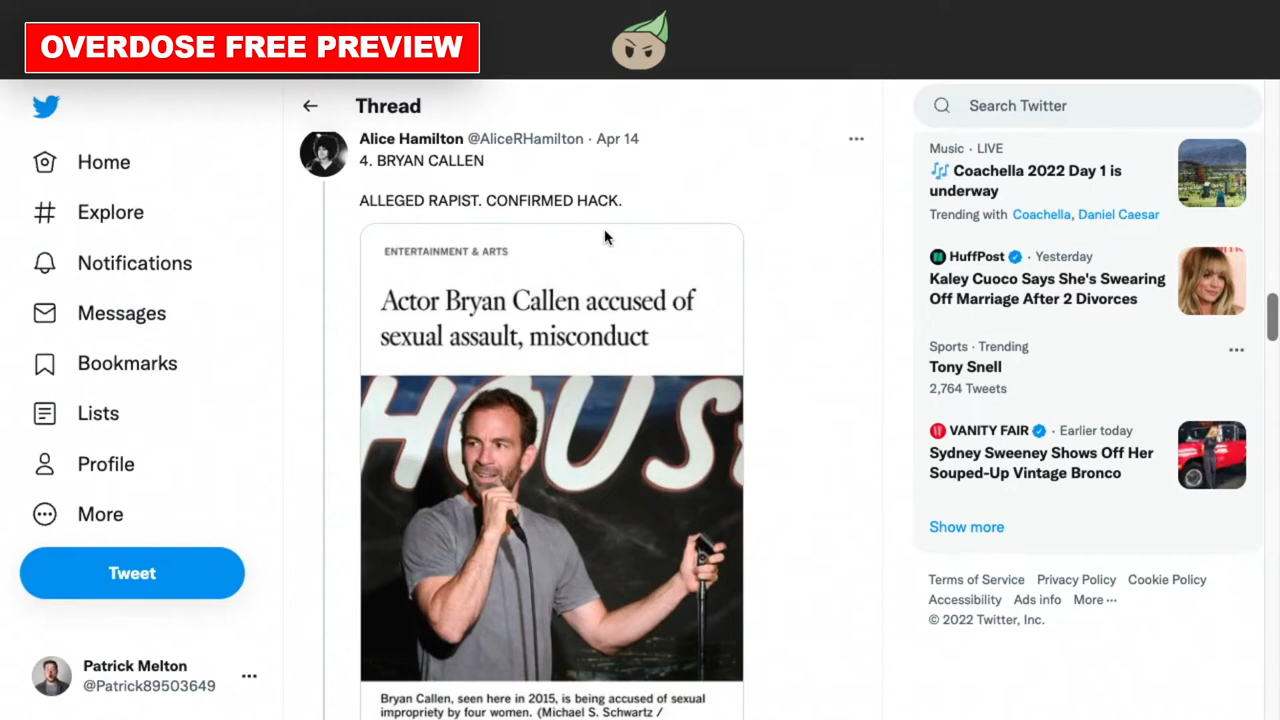 OVERDOSE FREE PREVIEW
Home
Explore
Notifications
Messages
Bookmarks
Lists
Profile
More
Tweet
Patrick Melton
@Patrick89503649
Thread
Alice Hamilton @AliceRHamilton · Apr 14
4. BRYAN CALLEN
ALLEGED RAPIST. CONFIRMED HACK.
ENTERTAINMENT & ARTS
Actor Bryan Callen accused of
sexual assault, misconduct
HOUS
Bryan Callen, seen here in 2015, is being accused of sexual
impropriety by four women. (Michael S. Schwartz /
Search Twitter
Music · LIVE
Coachella 2022 Day 1 is
underway
Trending with Coachella, Daniel Caesar
HuffPost · Yesterday
Kaley Cuoco Says She's Swearing
Off Marriage After 2 Divorces
Sports · Trending
Tony Snell
2,764 Tweets
VANITY FAIR · Earlier today
Sydney Sweeney Shows Off Her
Souped-Up Vintage Bronco
Show more
Terms of Service Privacy Policy Cookie Policy
Accessibility Ads info More ···
© 2022 Twitter, Inc.